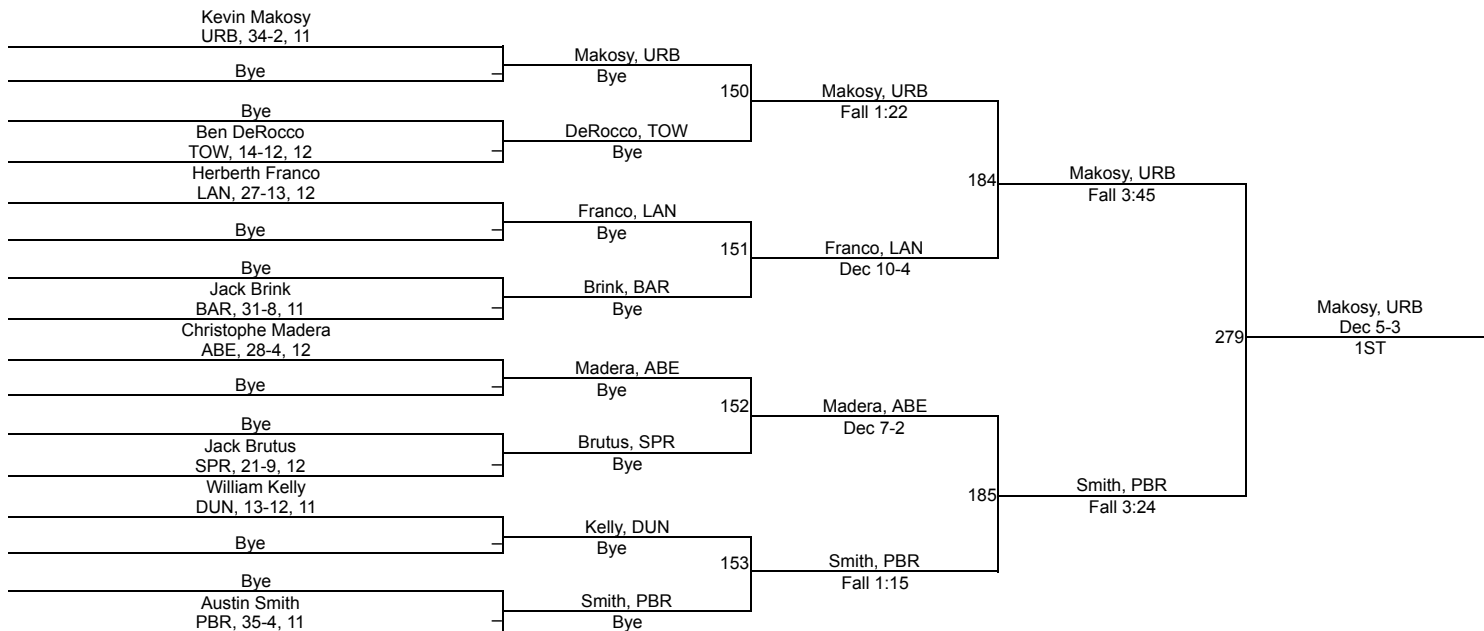 Kevin Makosy
URB, 34-2, 11
Bye
Bye
Ben DeRocco
TOW, 14-12, 12
Herberth Franco
LAN, 27-13, 12
Bye
Bye
Jack Brink
BAR, 31-8, 11
Christophe Madera
ABE, 28-4, 12
Bye
Bye
Jack Brutus
SPR, 21-9, 12
William Kelly
DUN, 13-12, 11
Bye
Bye
Austin Smith
PBR, 35-4, 11
Makosy, URB
Bye
150
DeRocco, TOW
Bye
Franco, LAN
Bye
151
Brink, BAR
Bye
Madera, ABE
Bye
152
Brutus, SPR
Bye
Kelly, DUN
Bye
153
Smith, PBR
Bye
Makosy, URB
Fall 1:22
184
Franco, LAN
Dec 10-4
Madera, ABE
Dec 7-2
185
Smith, PBR
Fall 1:15
Makosy, URB
Fall 3:45
279
Smith, PBR
Fall 3:24
Makosy, URB
Dec 5-3
1ST